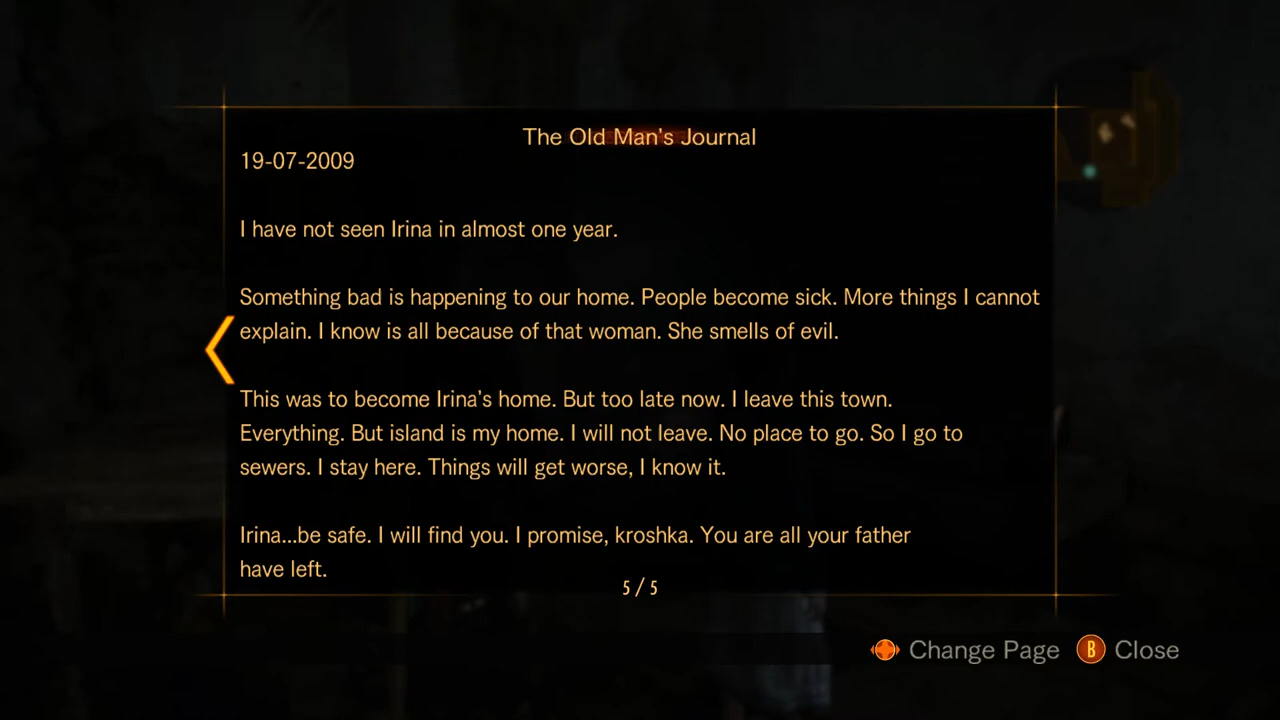 The Old Man's Journal
19-07-2009
I have not seen Irina in almost one year.
Something bad is happening to our home. People become sick. More things I cannot
explain. I know is all because of that woman. She smells of evil.
This was to become Irina's home. But too late now. I leave this town.
Everything. But island is my home. I will not leave. No place to go. So I go to
sewers. I stay here. Things will get worse, I know it.
Irina...be safe. I will find you. I promise, kroshka. You are all your father
have left.
5 / 5
Change Page B Close